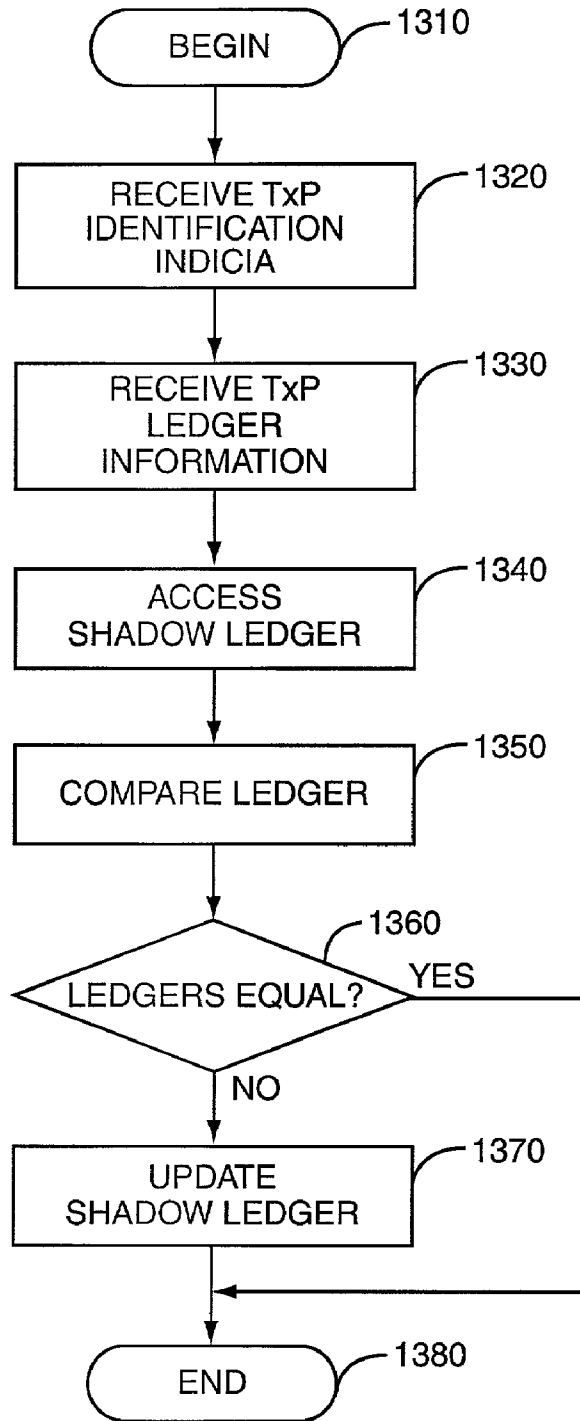 BEGIN
1310
RECEIVE TxP
IDENTIFICATION
INDICIA
1320
RECEIVE TxP
LEDGER
INFORMATION
1330
ACCESS
SHADOW LEDGER
1340
COMPARE LEDGER
1350
LEDGERS EQUAL?
1360
YES
NO
UPDATE
SHADOW LEDGER
1370
END
1380